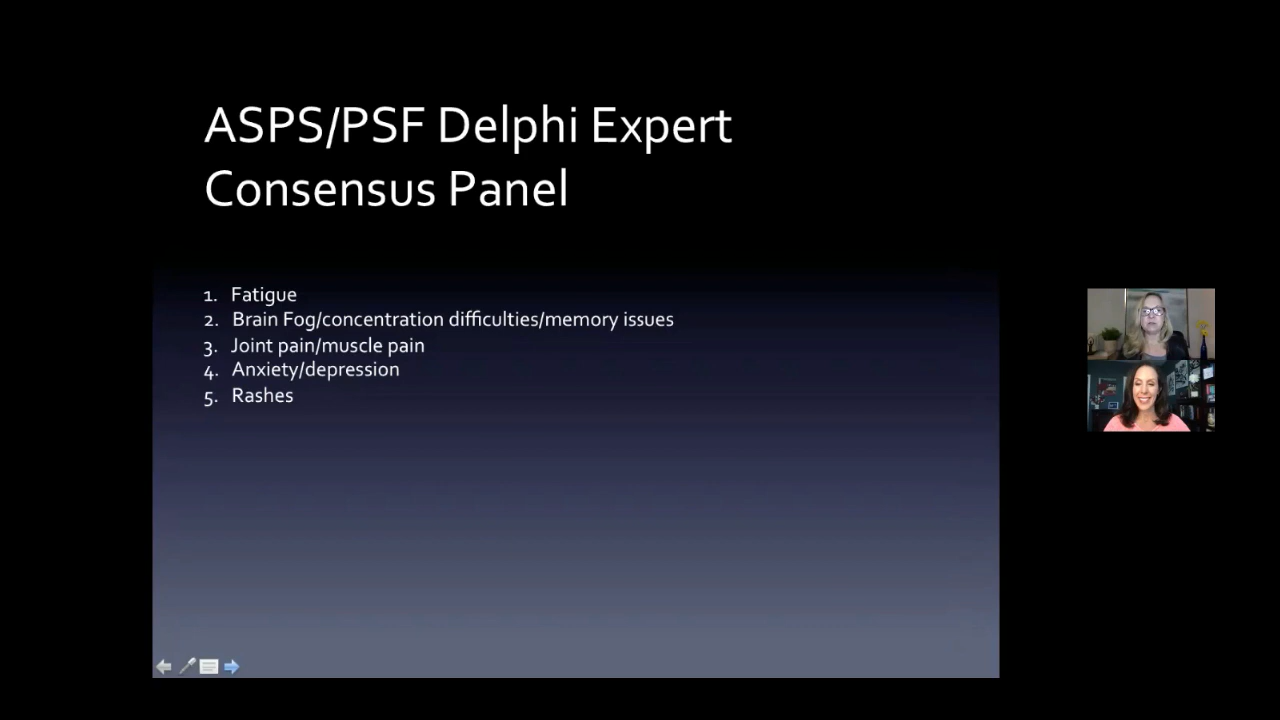 ASPS/PSF Delphi Expert
Consensus Panel
1. Fatigue
2. Brain Fog/concentration difficulties/memory issues
3. Joint pain/muscle pain
4. Anxiety/depression
5. Rashes